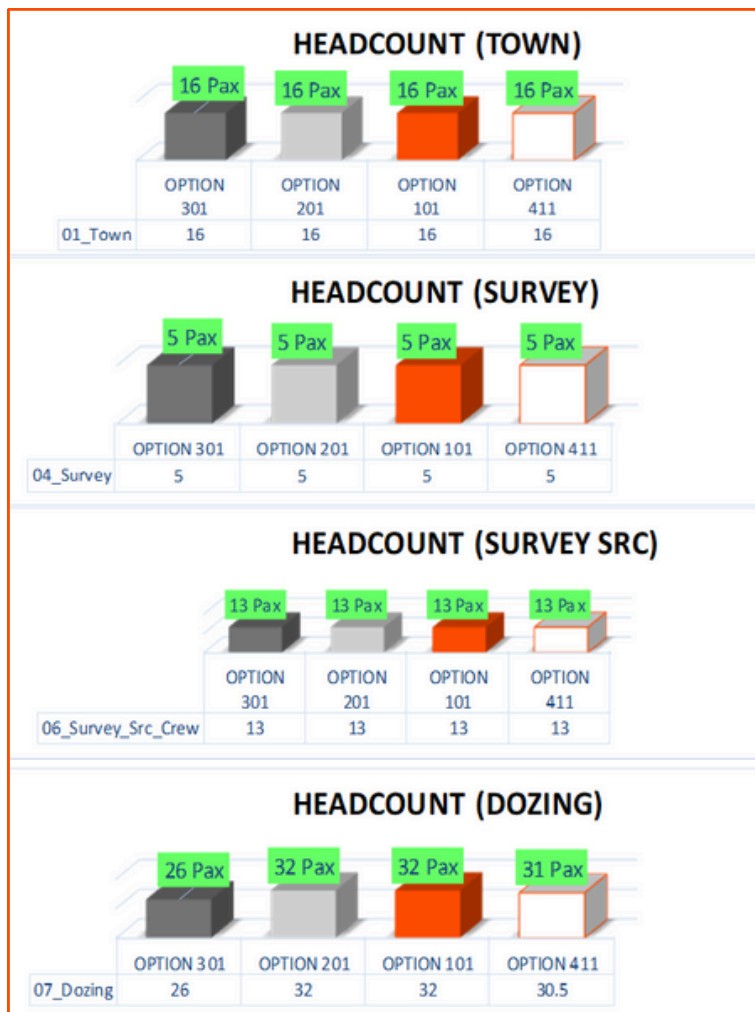 HEADCOUNT (TOWN)
16 Pax 16 Pax 16 Pax 16 Pax
OPTION OPTION OPTION OPTION
301 201 101 411
01_Town 16 16 16 16
HEADCOUNT (SURVEY)
5 Pax 5 Pax 5 Pax 5 Pax
OPTION 301 OPTION 201 OPTION 101 OPTION 411
04_Survey 5 5 5 5
HEADCOUNT (SURVEY SRC)
13 Pax 13 Pax 13 Pax 13 Pax
OPTION OPTION OPTION OPTION
301 201 101 411
06_Survey_Src_Crew 13 13 13 13
HEADCOUNT (DOZING)
26 Pax 32 Pax 32 Pax 31 Pax
OPTION 301 OPTION 201 OPTION 101 OPTION 411
07_Dozing 26 32 32 30.5